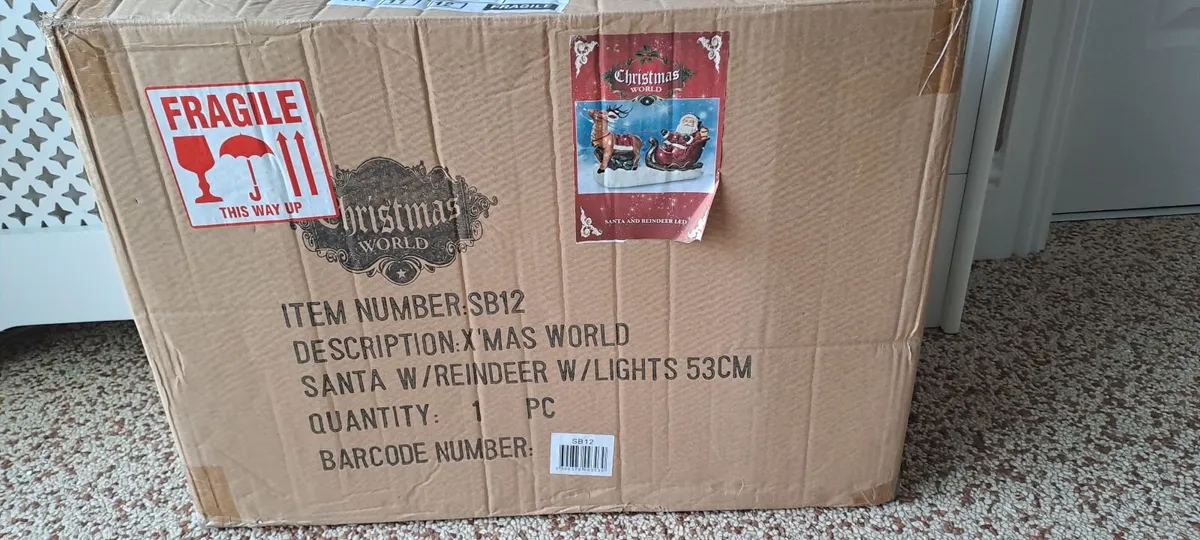 FRAGILE
FRAGILE
THIS WAY UP
Christmas
WORLD
SANTA AND REINDEER LED
Christmas
WORLD
ITEM NUMBER:SB12
DESCRIPTION:X'MAS WORLD
SANTA W/REINDEER W/LIGHTS 53CM
QUANTITY: 1 PC
BARCODE NUMBER:
SB12